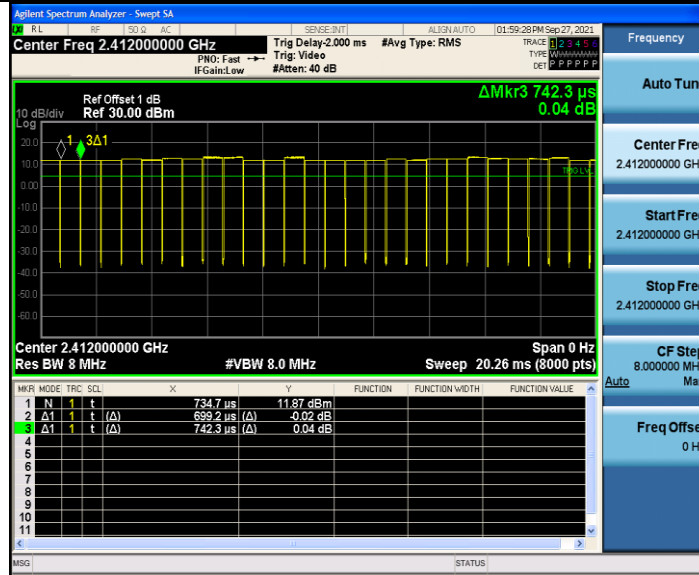 Agilent Spectrum Analyzer - Swept SA
RL RF 50 Ω AC SENSE:INT ALIGN AUTO 01:59:28 PM Sep 27, 2021
Center Freq 2.412000000 GHz
PNO: Fast
IFGain:Low
Trig Delay-2.000 ms
Trig: Video
#Atten: 40 dB
#Avg Type: RMS
TRACE 1 2 3 4 5 6
TYPE W
DET P P P P P P
ΔMkr3 742.3 µs
0.04 dB
Ref Offset 1 dB
10 dB/div Ref 30.00 dBm
Log
1 3Δ1
20.0
10.0
TRIG LVL
0.00
-10.0
-20.0
-30.0
-40.0
-50.0
-60.0
Center 2.412000000 GHz Span 0 Hz
Res BW 8 MHz #VBW 8.0 MHz Sweep 20.26 ms (8000 pts)
MKR MODE TRC SCL X Y FUNCTION FUNCTION WIDTH FUNCTION VALUE
1 N 1 t 734.7 µs 11.87 dBm
2 Δ1 1 t (Δ) 699.2 µs (Δ) -0.02 dB
3 Δ1 1 t (Δ) 742.3 µs (Δ) 0.04 dB
4
5
6
7
8
9
10
11
MSG STATUS
Frequency
Auto Tun
Center Fre
2.412000000 GH
Start Fre
2.412000000 GH
Stop Fre
2.412000000 GH
CF Ste
8.000000 MH
Auto Ma
Freq Offse
0 H